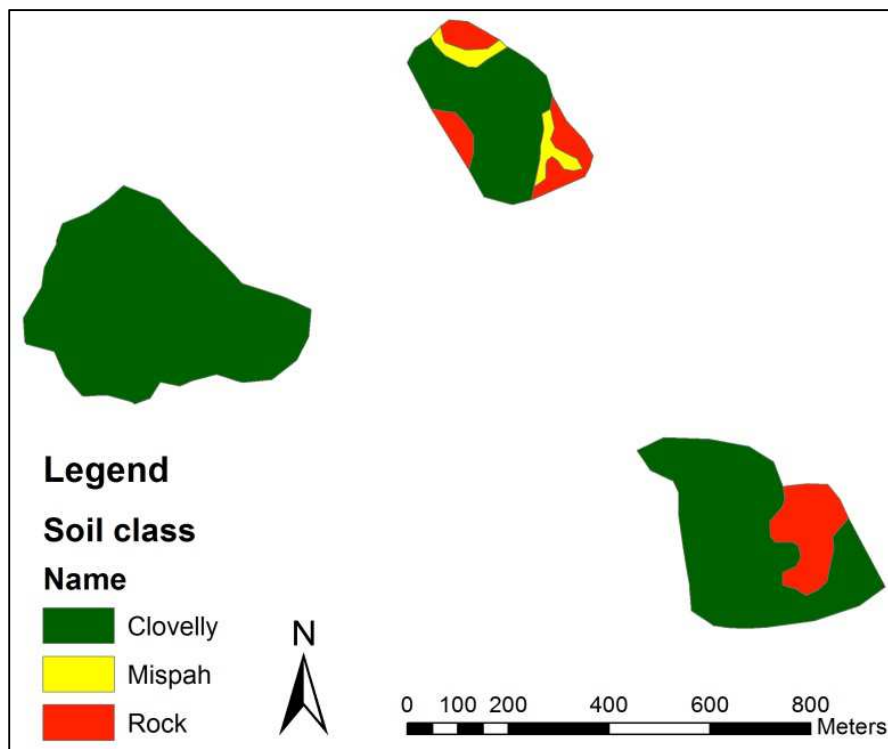 Legend
Soil class
Name
Clovelly
Mispah
Rock
N
0 100 200 400 600 800
Meters